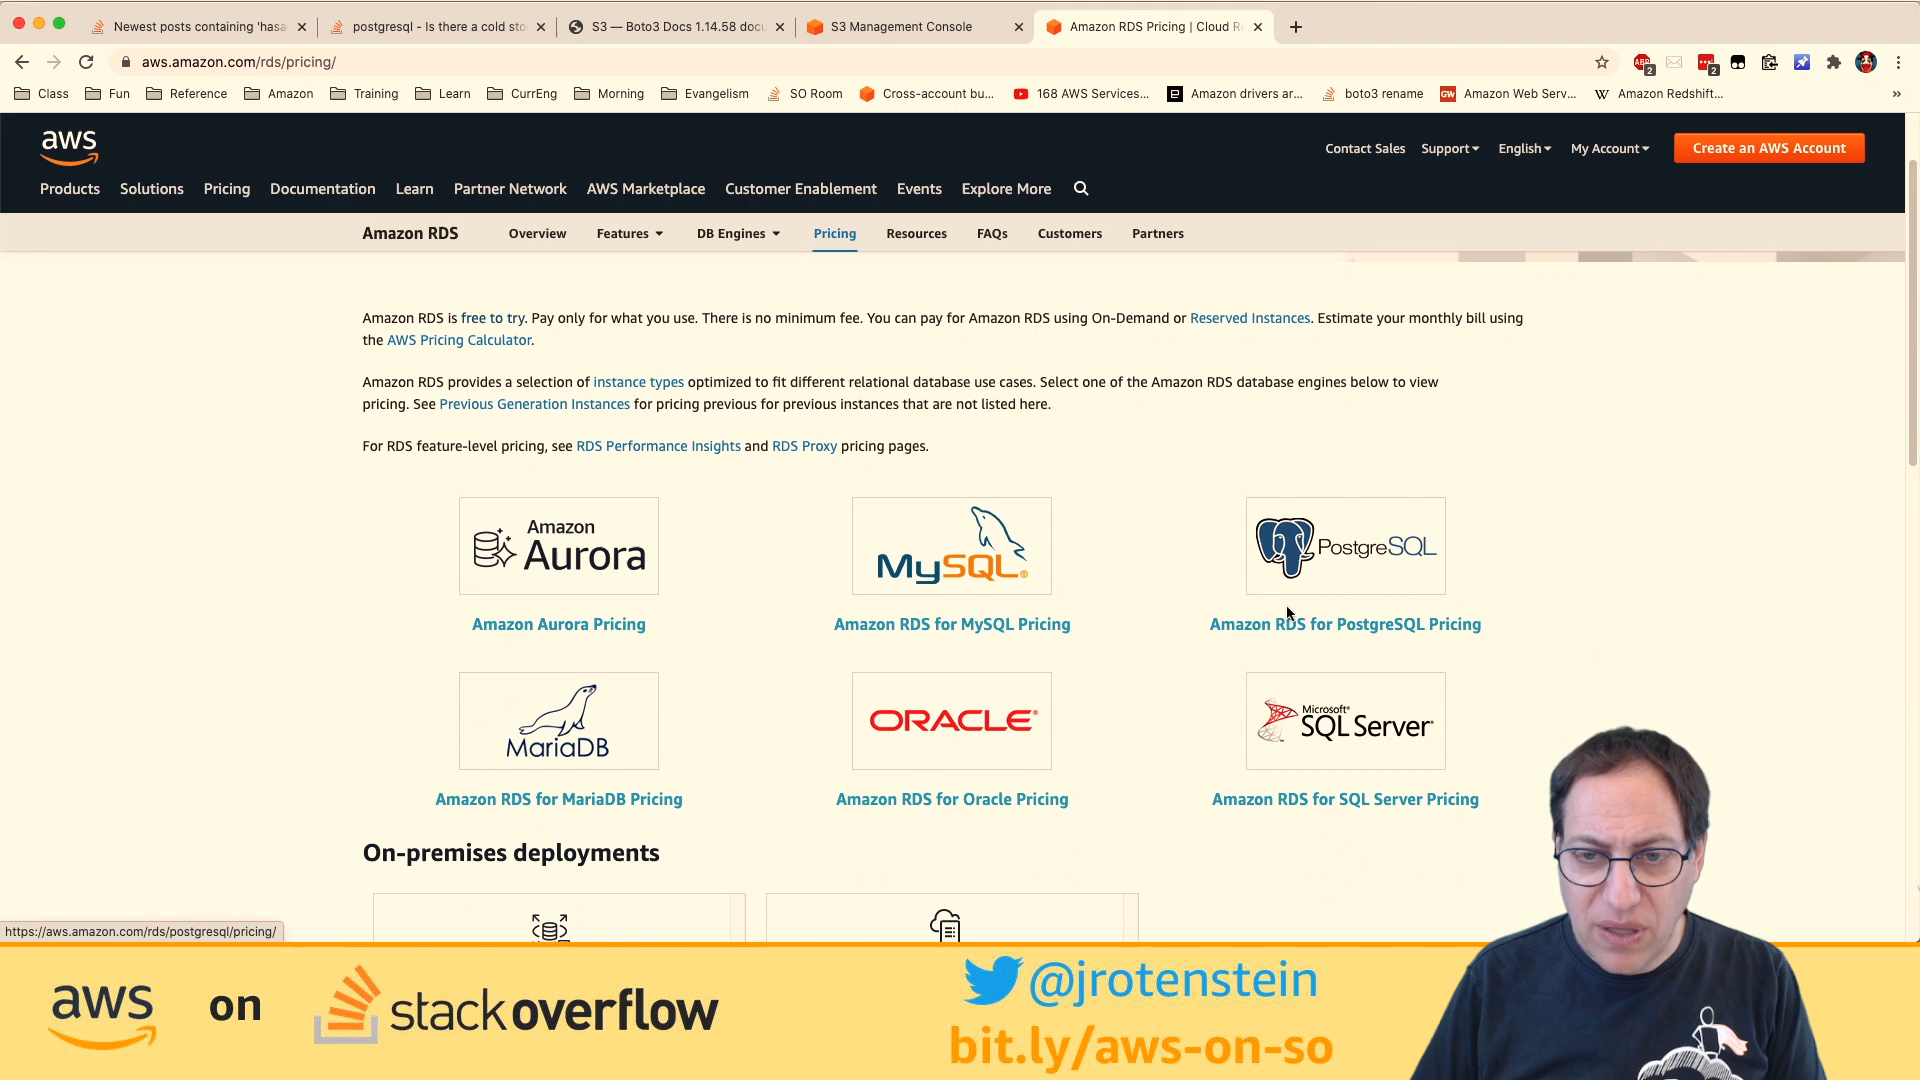 Newest posts containing 'hasa
postgresql - Is there a cold sto
S3 — Boto3 Docs 1.14.58 docu
S3 Management Console
Amazon RDS Pricing | Cloud R
aws.amazon.com/rds/pricing/
ABP
2
2
Class
Fun
Reference
Amazon
Training
Learn
CurrEng
Morning
Evangelism
SO Room
Cross-account bu...
168 AWS Services...
Amazon drivers ar...
boto3 rename
GW
Amazon Web Serv...
W
Amazon Redshift...
»
aws
Contact Sales
Support
English
My Account
Create an AWS Account
Products
Solutions
Pricing
Documentation
Learn
Partner Network
AWS Marketplace
Customer Enablement
Events
Explore More
Amazon RDS
Overview
Features
DB Engines
Pricing
Resources
FAQs
Customers
Partners
Amazon RDS is free to try. Pay only for what you use. There is no minimum fee. You can pay for Amazon RDS using On-Demand or Reserved Instances. Estimate your monthly bill using
the AWS Pricing Calculator.
Amazon RDS provides a selection of instance types optimized to fit different relational database use cases. Select one of the Amazon RDS database engines below to view
pricing. See Previous Generation Instances for pricing previous for previous instances that are not listed here.
For RDS feature-level pricing, see RDS Performance Insights and RDS Proxy pricing pages.
Amazon
Aurora
MySQL®
PostgreSQL
Amazon Aurora Pricing
Amazon RDS for MySQL Pricing
Amazon RDS for PostgreSQL Pricing
MariaDB
ORACLE®
Microsoft®
SQL Server®
Amazon RDS for MariaDB Pricing
Amazon RDS for Oracle Pricing
Amazon RDS for SQL Server Pricing
On-premises deployments
https://aws.amazon.com/rds/postgresql/pricing/
aws
on
stackoverflow
@jrotenstein
bit.ly/aws-on-so